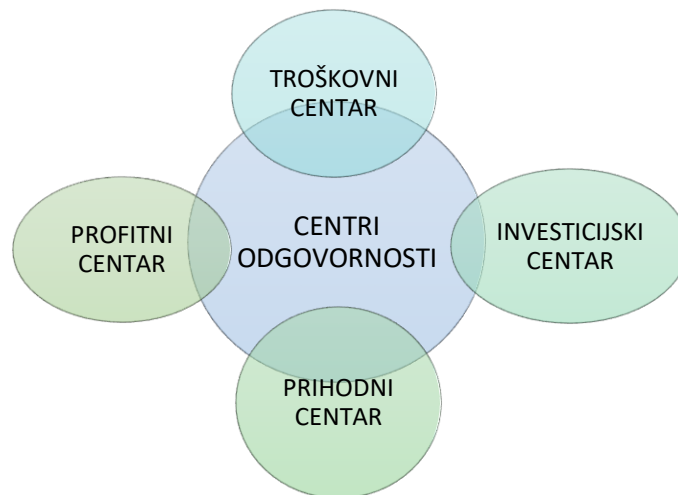 TROŠKOVNI
CENTAR
PROFITNI
CENTAR
CENTRI
ODGOVORNOSTI
INVESTICIJSKI
CENTAR
PRIHODNI
CENTAR